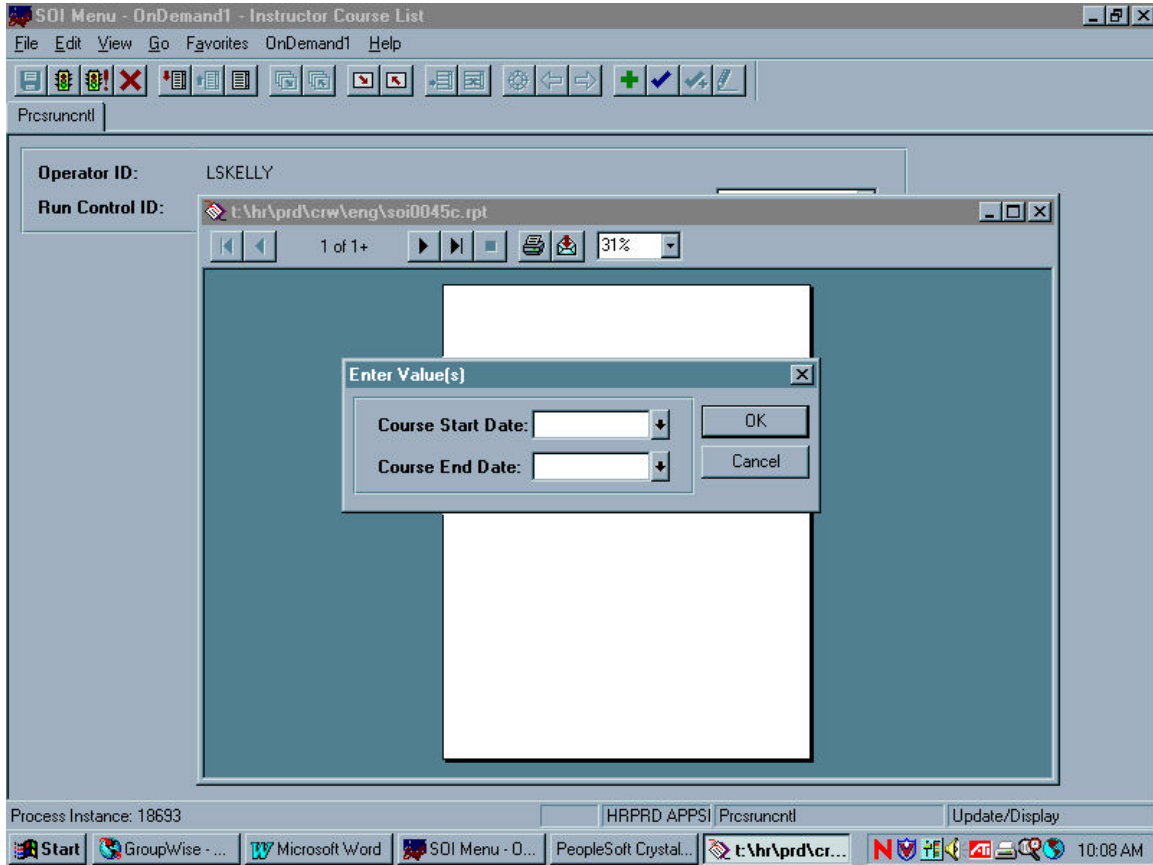 SOI Menu - OnDemand1 - Instructor Course List
File Edit View Go Favorites OnDemand1 Help
Prcsruncntl
Operator ID: LSKELLY
Run Control ID:
t:\hr\prd\crw\eng\soi0045c.rpt
1 of 1+ 31%
Enter Value(s)
Course Start Date:
OK
Course End Date:
Cancel
Process Instance: 18693 HRPRD APPSI Prcsruncntl Update/Display
Start GroupWise - ... Microsoft Word SOI Menu - O... PeopleSoft Crystal... t:\hr\prd\cr... 10:08 AM